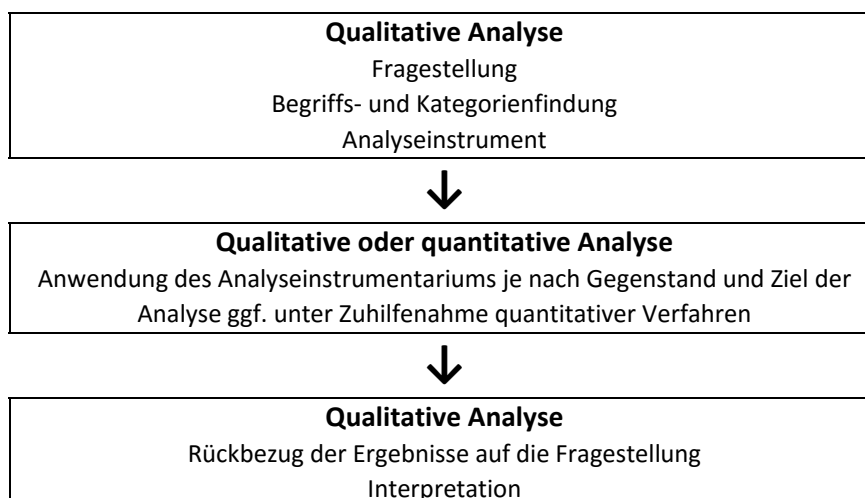 Qualitative Analyse
Fragestellung
Begriffs- und Kategorienfindung
Analyseinstrument
Qualitative oder quantitative Analyse
Anwendung des Analyseinstrumentariums je nach Gegenstand und Ziel der
Analyse ggf. unter Zuhilfenahme quantitativer Verfahren
Qualitative Analyse
Rückbezug der Ergebnisse auf die Fragestellung
Interpretation